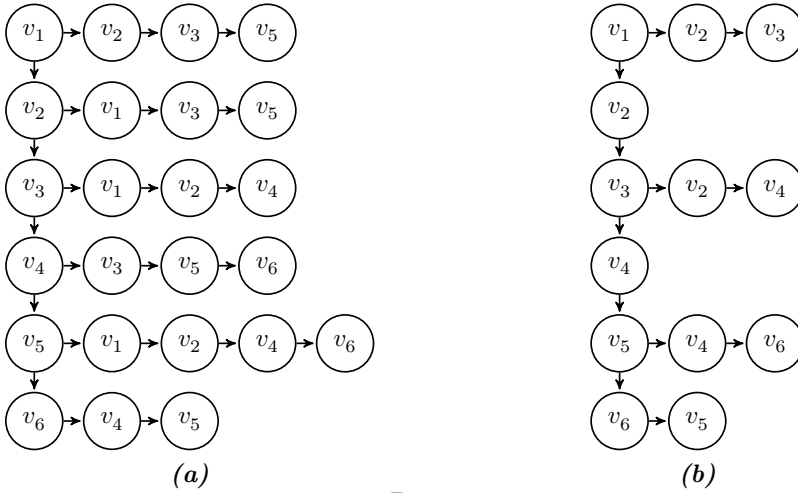 v1 v2 v3 v5 v1 v2 v3
v2 v1 v3 v5 v2
v3 v1 v2 v4 v3 v2 v4
v4 v3 v5 v6 v4
v5 v1 v2 v4 v6 v5 v4 v6
v6 v4 v5 v6 v5
(a) (b)